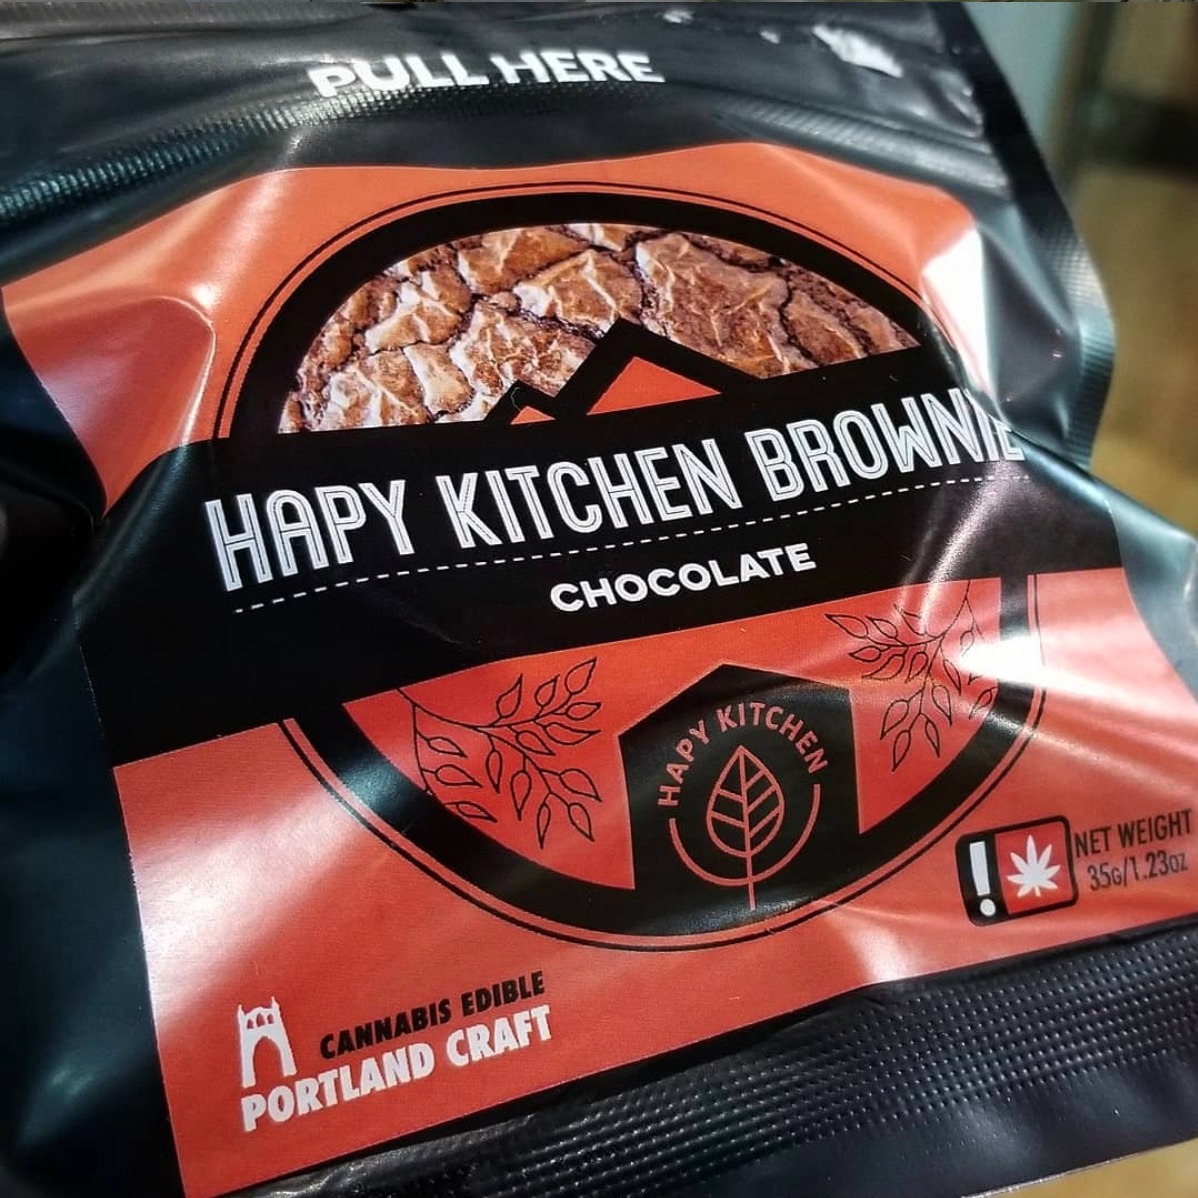 PULL HERE
HAPY KITCHEN BROWNIE
CHOCOLATE
HAPY KITCHEN
!
NET WEIGHT
35G/1.23OZ
CANNABIS EDIBLE
PORTLAND CRAFT